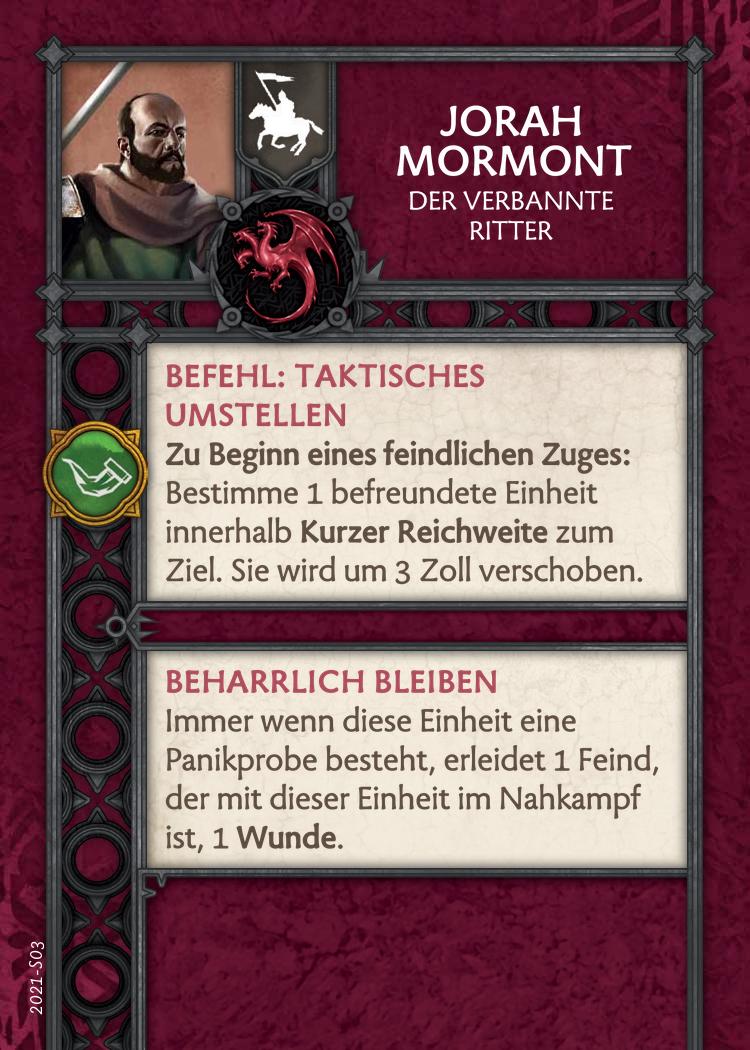 JORAH
MORMONT
DER VERBANNTE
RITTER
BEFEHL: TAKTISCHES
UMSTELLEN
Zu Beginn eines feindlichen Zuges:
Bestimme 1 befreundete Einheit
innerhalb Kurzer Reichweite zum
Ziel. Sie wird um 3 Zoll verschoben.
BEHARRLICH BLEIBEN
Immer wenn diese Einheit eine
Panikprobe besteht, erleidet 1 Feind,
der mit dieser Einheit im Nahkampf
ist, 1 Wunde.
2021-S03